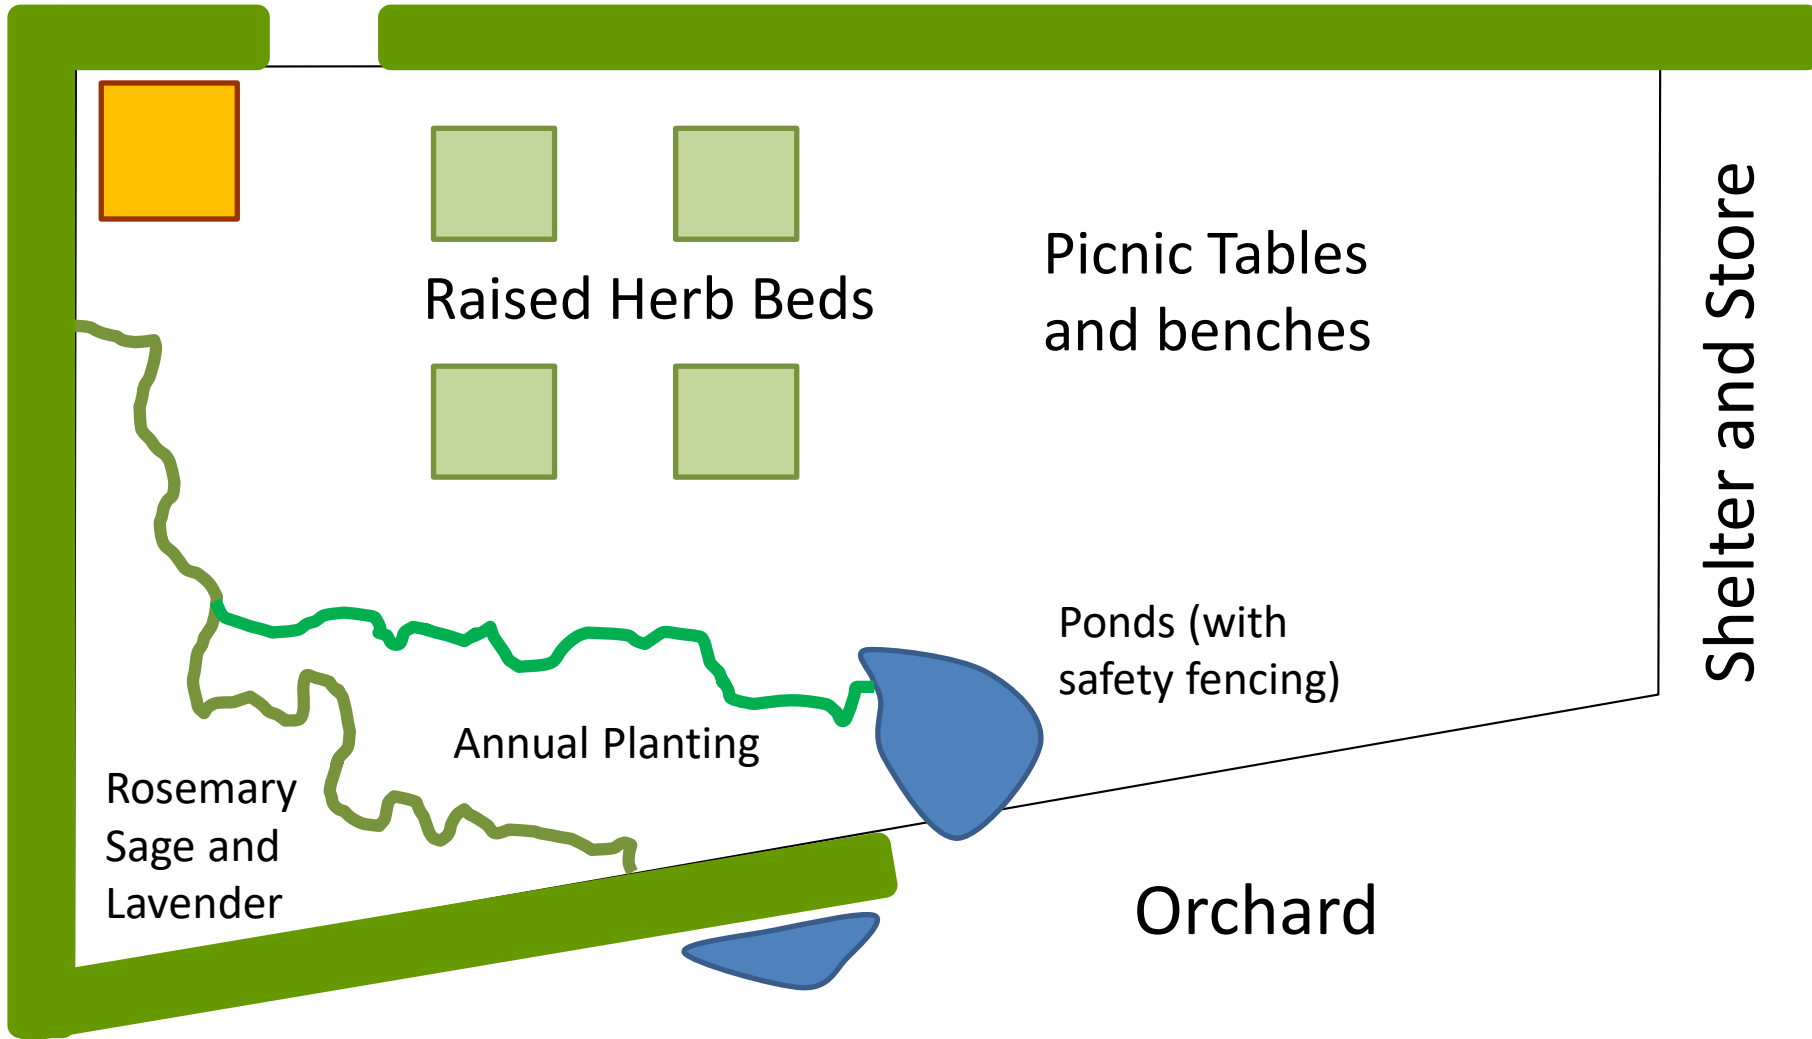 Raised Herb Beds
Picnic Tables
and benches
Shelter and Store
Ponds (with
safety fencing)
Annual Planting
Rosemary
Sage and
Lavender
Orchard